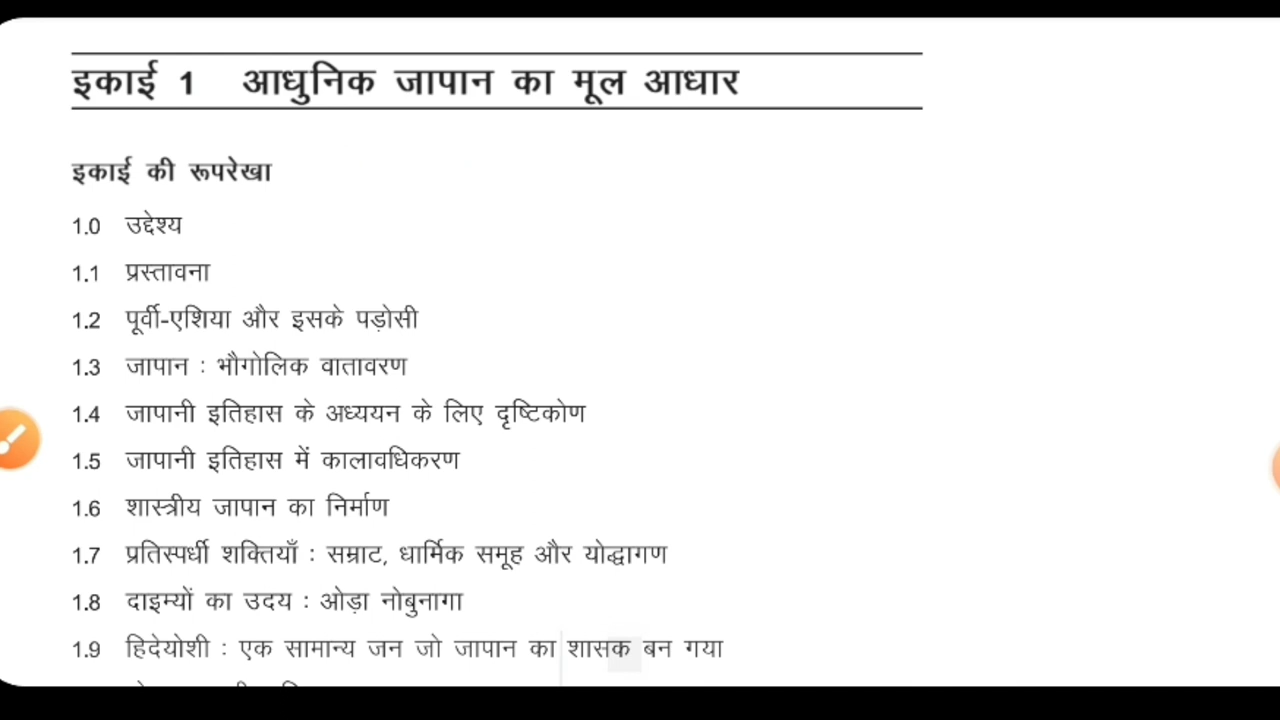 इकाई 1 आधुनिक जापान का मूल आधार
इकाई की रूपरेखा
1.0 उद्देश्य
1.1 प्रस्तावना
1.2 पूर्वी-एशिया और इसके पड़ोसी
1.3 जापान : भौगोलिक वातावरण
1.4 जापानी इतिहास के अध्ययन के लिए दृष्टिकोण
1.5 जापानी इतिहास में कालावधिकरण
1.6 शास्त्रीय जापान का निर्माण
1.7 प्रतिस्पर्धी शक्तियाँ : सम्राट, धार्मिक समूह और योद्धागण
1.8 दाइम्यों का उदय : ओड़ा नोबुनागा
1.9 हिदेयोशी : एक सामान्य जन जो जापान का शासक बन गया